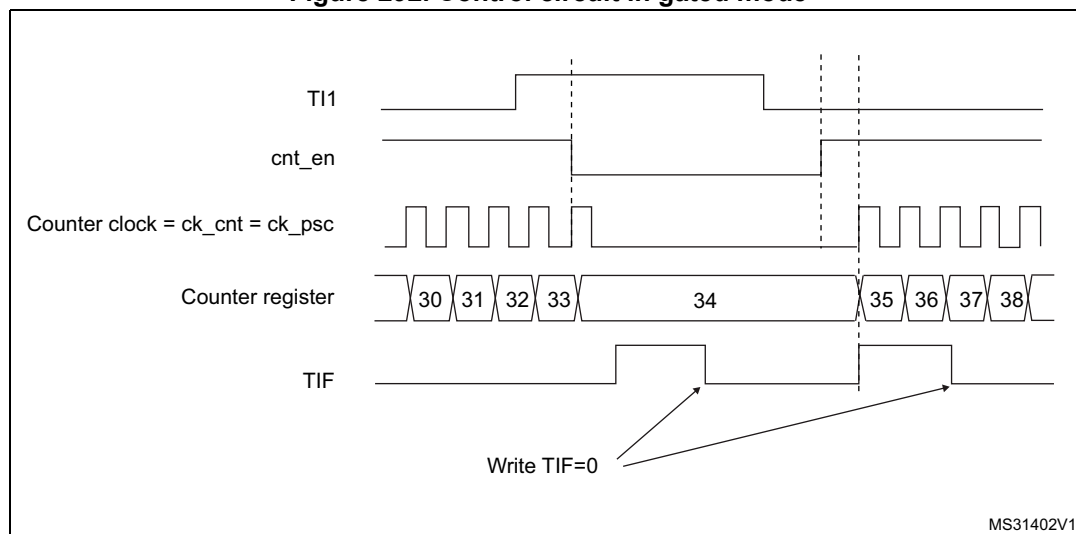 TI1
cnt_en
Counter clock = ck_cnt = ck_psc
Counter register
30 31 32 33 34 35 36 37 38
TIF
Write TIF=0
MS31402V1